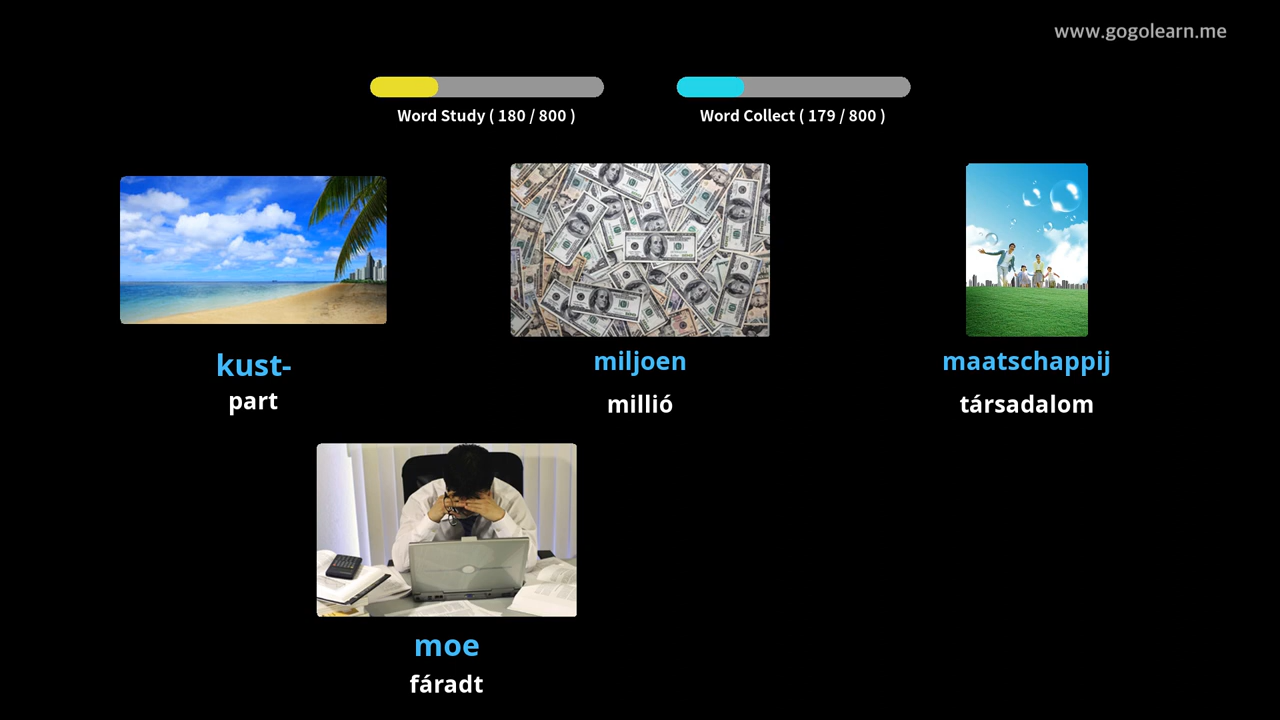 www.gogolearn.me
Word Study ( 180 / 800 )
Word Collect ( 179 / 800 )
kust-
part
miljoen
millió
maatschappij
társadalom
moe
fáradt